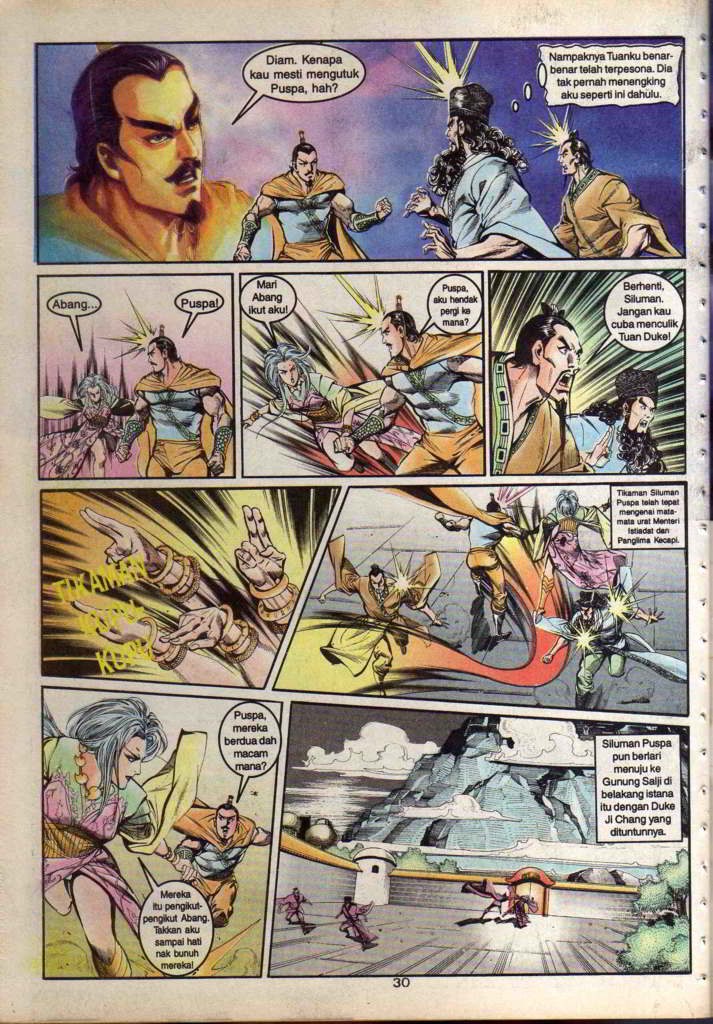 Diam. Kenapa
kau mesti mengutuk
Puspa, hah?
Nampaknya Tuanku benar-
benar telah terpesona. Dia
tak pernah menengking
aku seperti ini dahulu.
Abang...
Puspa!
Mari
Abang
ikut aku!
Puspa,
aku hendak
pergi ke
mana?
Berhenti,
Siluman.
Jangan kau
cuba menculik
Tuan Duke!
TIKAMAN
KUPU-
KUPU
Tikaman Siluman
Puspa telah tepat
mengenai mata-
mata urat Menteri
Istiadat dan
Panglima Kecapi.
Puspa,
mereka
berdua dah
macam
mana?
Mereka
itu pengikut-
pengikut Abang.
Takkan aku
sampai hati
nak bunuh
mereka!
Siluman Puspa
pun berlari
menuju ke
Gunung Salji di
belakang istana
itu dengan Duke
Ji Chang yang
dituntunnya.
30